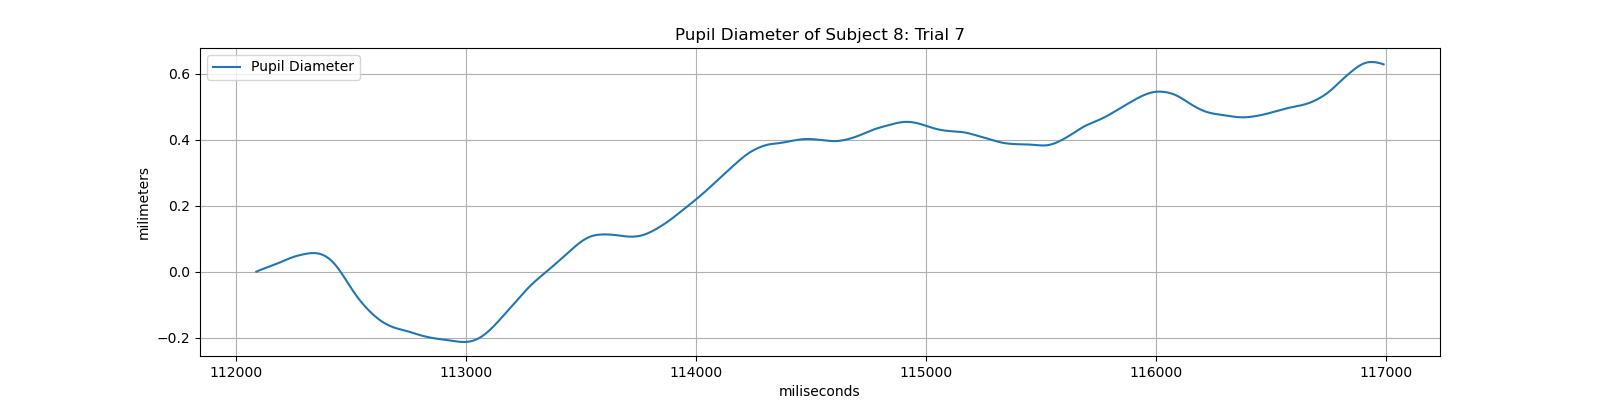 Pupil Diameter of Subject 8: Trial 7
Pupil Diameter
0.6
0.4
0.2
0.0
−0.2
milimeters
112000 113000 114000 115000 116000 117000
miliseconds